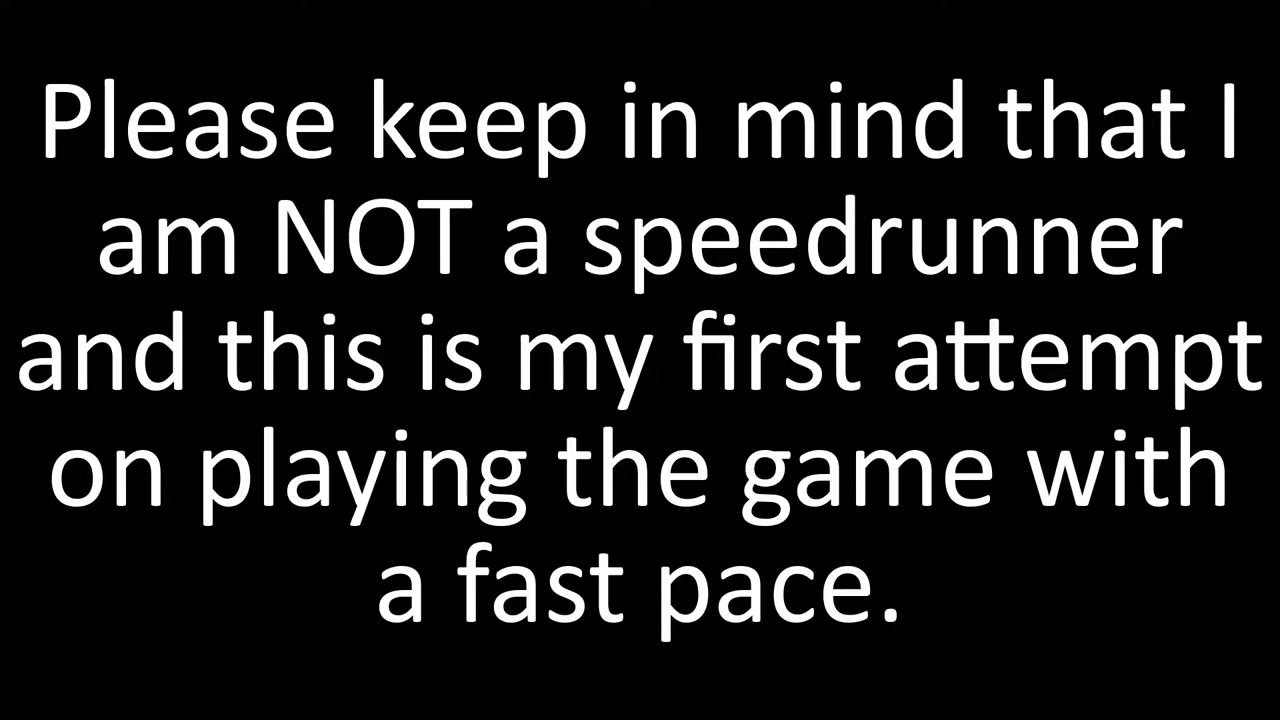 Please keep in mind that I
am NOT a speedrunner
and this is my first attempt
on playing the game with
a fast pace.